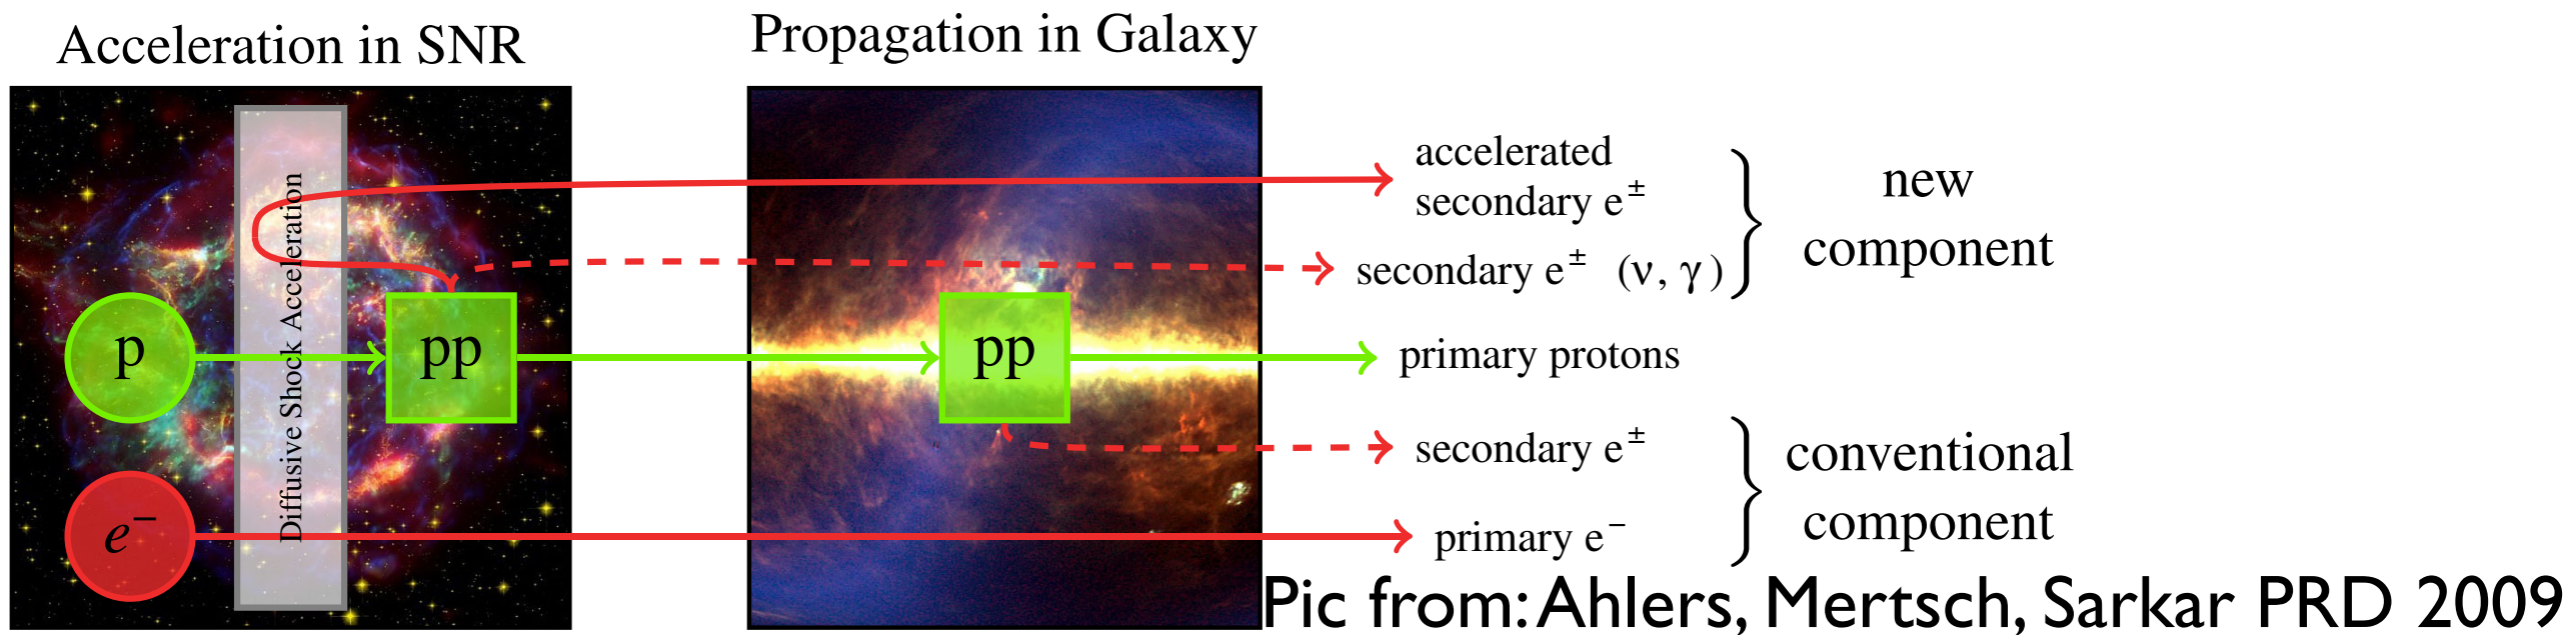 Acceleration in SNR
Propagation in Galaxy
Diffusive Shock Acceleration
p
pp
e⁻
pp
accelerated
secondary e±
secondary e± (ν, γ)
new
component
primary protons
secondary e±
primary e⁻
conventional
component
Pic from: Ahlers, Mertsch, Sarkar PRD 2009